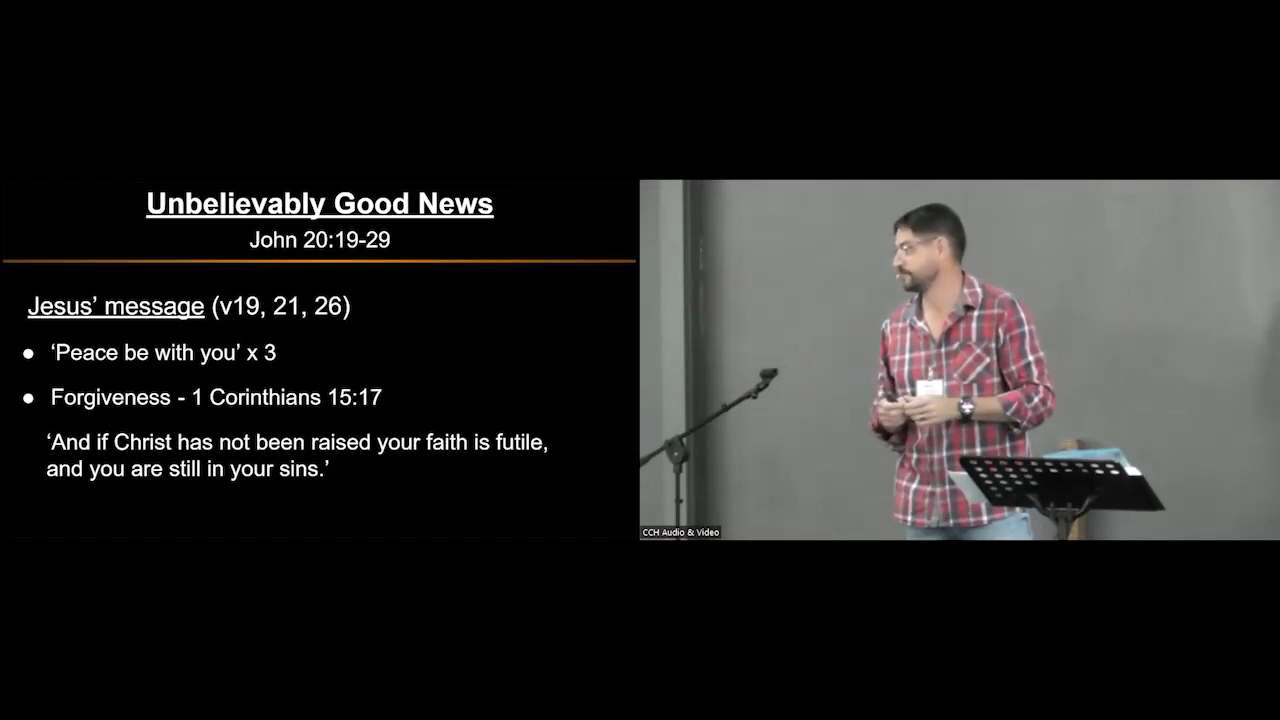 Unbelievably Good News
John 20:19-29
Jesus’ message (v19, 21, 26)
● ‘Peace be with you’ x 3
● Forgiveness - 1 Corinthians 15:17
‘And if Christ has not been raised your faith is futile,
and you are still in your sins.’
CCH Audio & Video